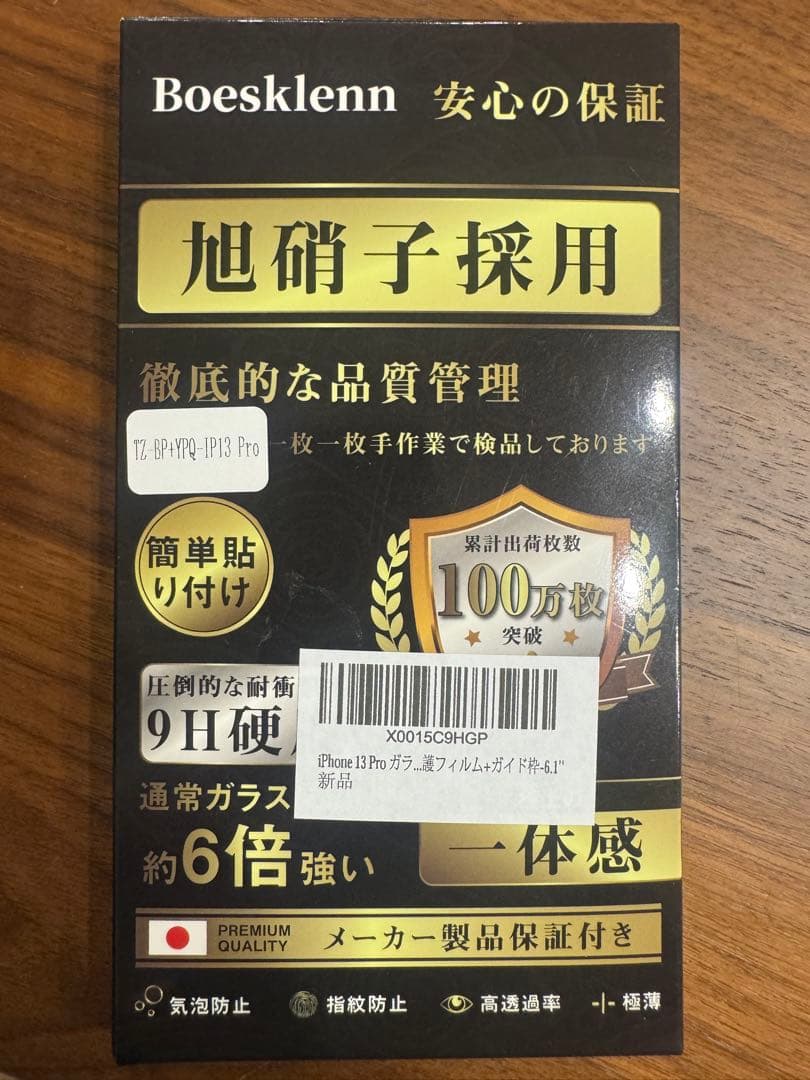 Boesklenn 安心の保証
旭硝子採用
徹底的な品質管理
TZ-BP+YPQ-IP13 Pro
一枚一枚手作業で検品しております
簡単貼
り付け
累計出荷枚数
100万枚
突破
圧倒的な耐衝
9H硬
X0015C9HGP
iPhone 13 Pro ガラ...護フィルム+ガイド枠-6.1"
新品
通常ガラス
約6倍強い
一体感
PREMIUM
QUALITY
メーカー製品保証付き
気泡防止 指紋防止 高透過率 極薄